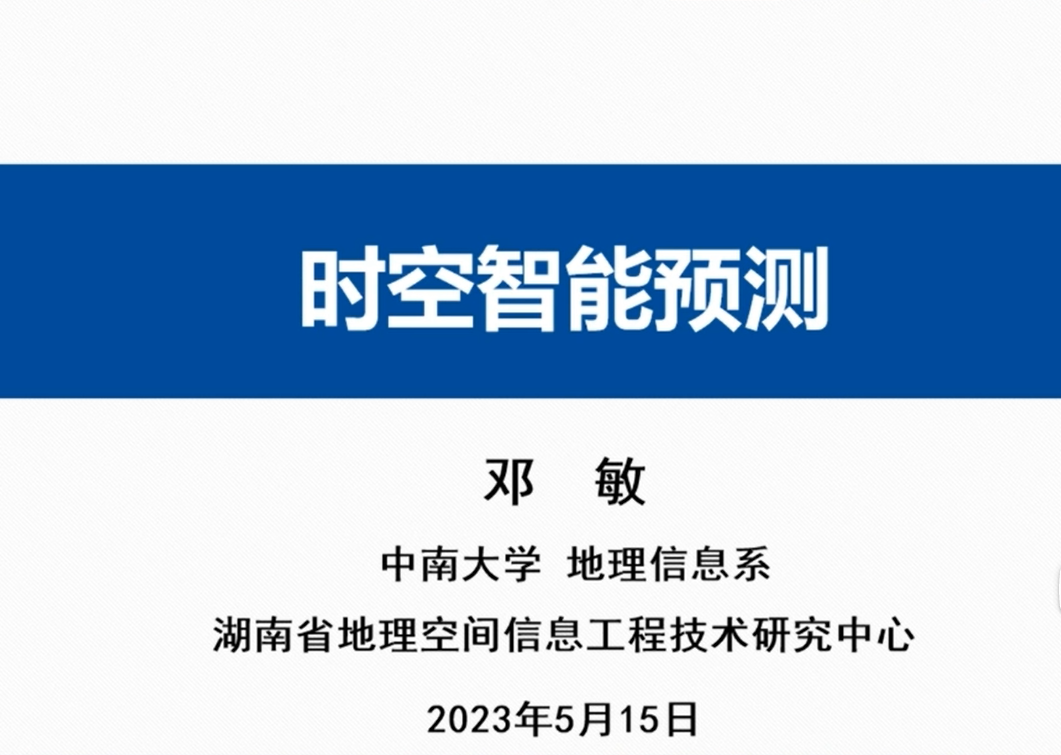 时空智能预测
邓 敏
中南大学 地理信息系
湖南省地理空间信息工程技术研究中心
2023年5月15日